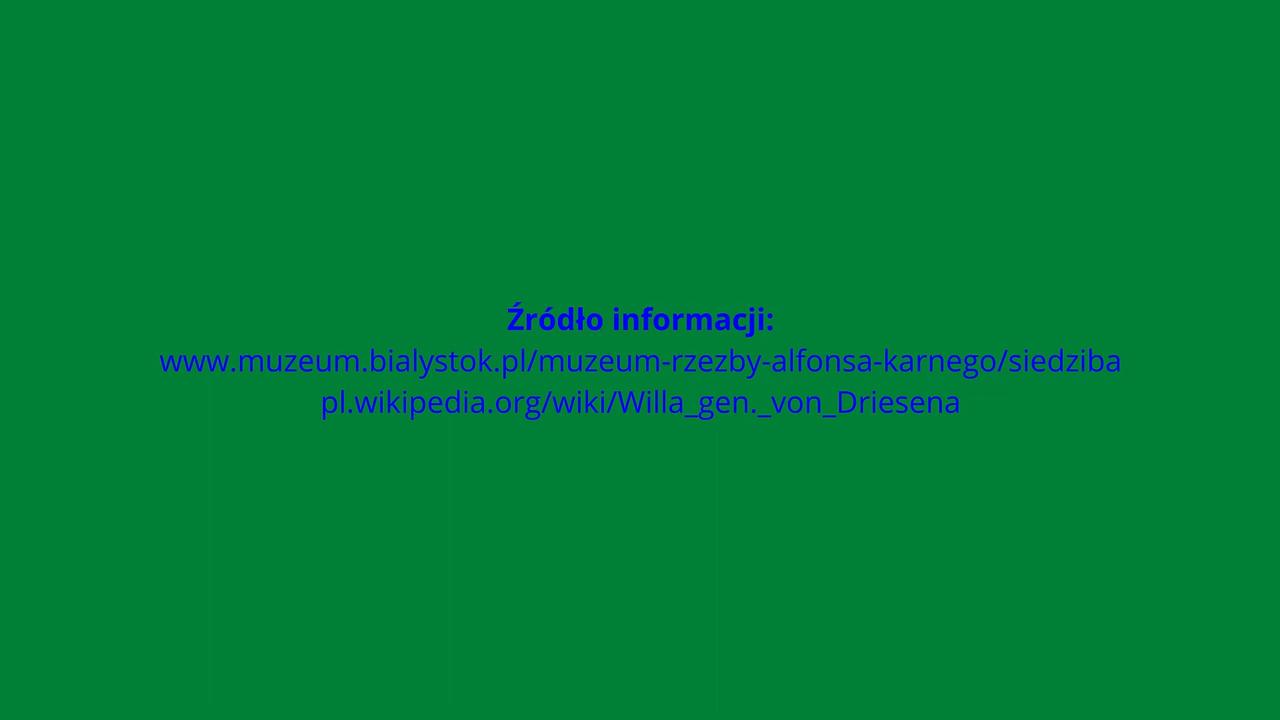 Źródło informacji:
www.muzeum.bialystok.pl/muzeum-rzezby-alfonsa-karnego/siedziba
pl.wikipedia.org/wiki/Willa_gen._von_Driesena